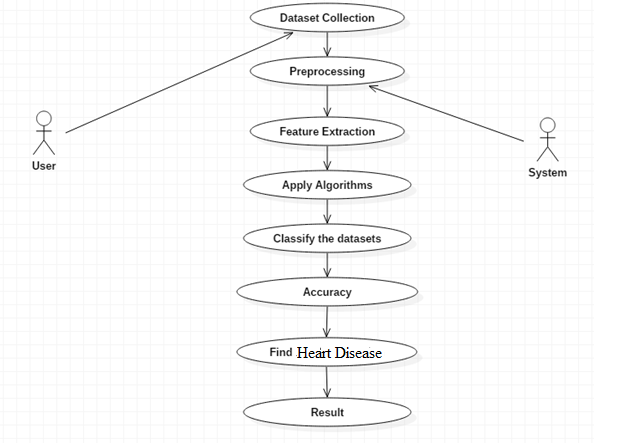 Dataset Collection
Preprocessing
Feature Extraction
User
System
Apply Algorithms
Classify the datasets
Accuracy
Find Heart Disease
Result